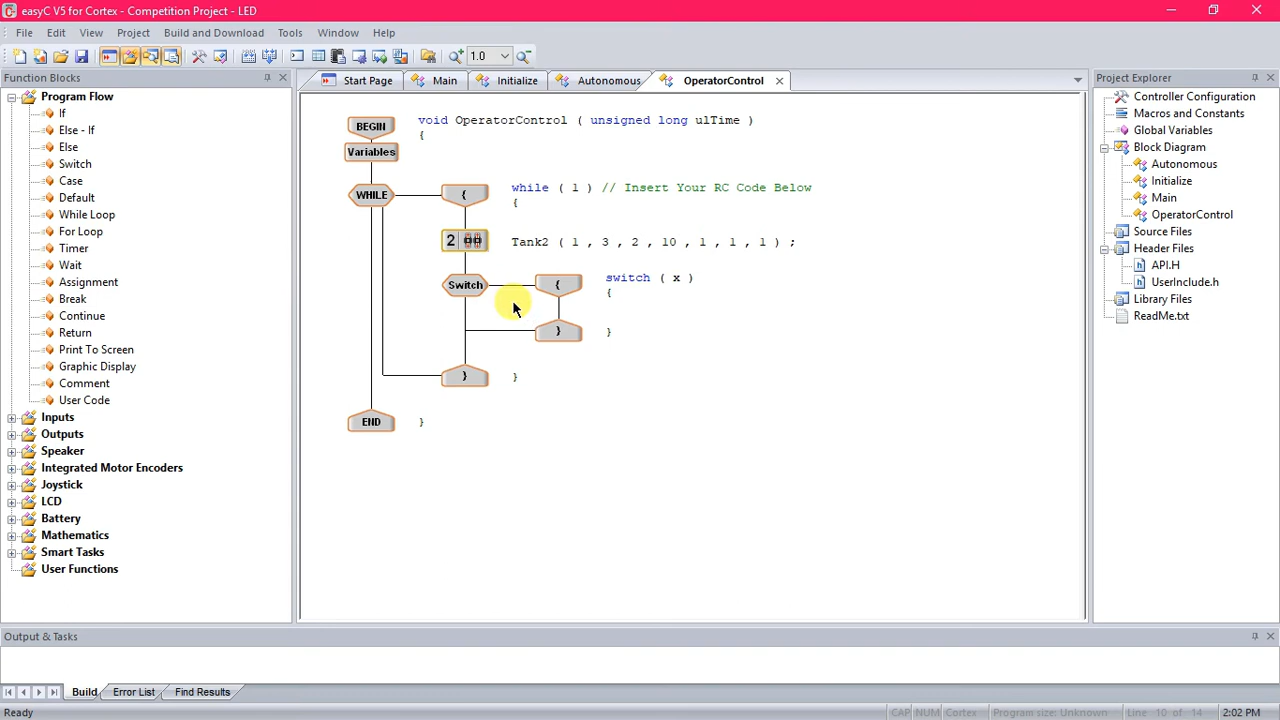 easyC V5 for Cortex - Competition Project - LED
File Edit View Project Build and Download Tools Window Help
1.0
Function Blocks
Program Flow
If
Else - If
Else
Switch
Case
Default
While Loop
For Loop
Timer
Wait
Assignment
Break
Continue
Return
Print To Screen
Graphic Display
Comment
User Code
Inputs
Outputs
Speaker
Integrated Motor Encoders
Joystick
LCD
Battery
Mathematics
Smart Tasks
User Functions
Start Page Main Initialize Autonomous OperatorControl
BEGIN void OperatorControl ( unsigned long ulTime )
{
Variables
WHILE { while ( 1 ) // Insert Your RC Code Below
{
2 Tank2 ( 1 , 3 , 2 , 10 , 1 , 1 , 1 ) ;
Switch { switch ( x )
{
} }
} }
END }
Project Explorer
Controller Configuration
Macros and Constants
Global Variables
Block Diagram
Autonomous
Initialize
Main
OperatorControl
Source Files
Header Files
API.H
UserInclude.h
Library Files
ReadMe.txt
Output & Tasks
Build Error List Find Results
Ready CAP NUM Cortex Program size: Unknown Line 10 of 14 2:02 PM